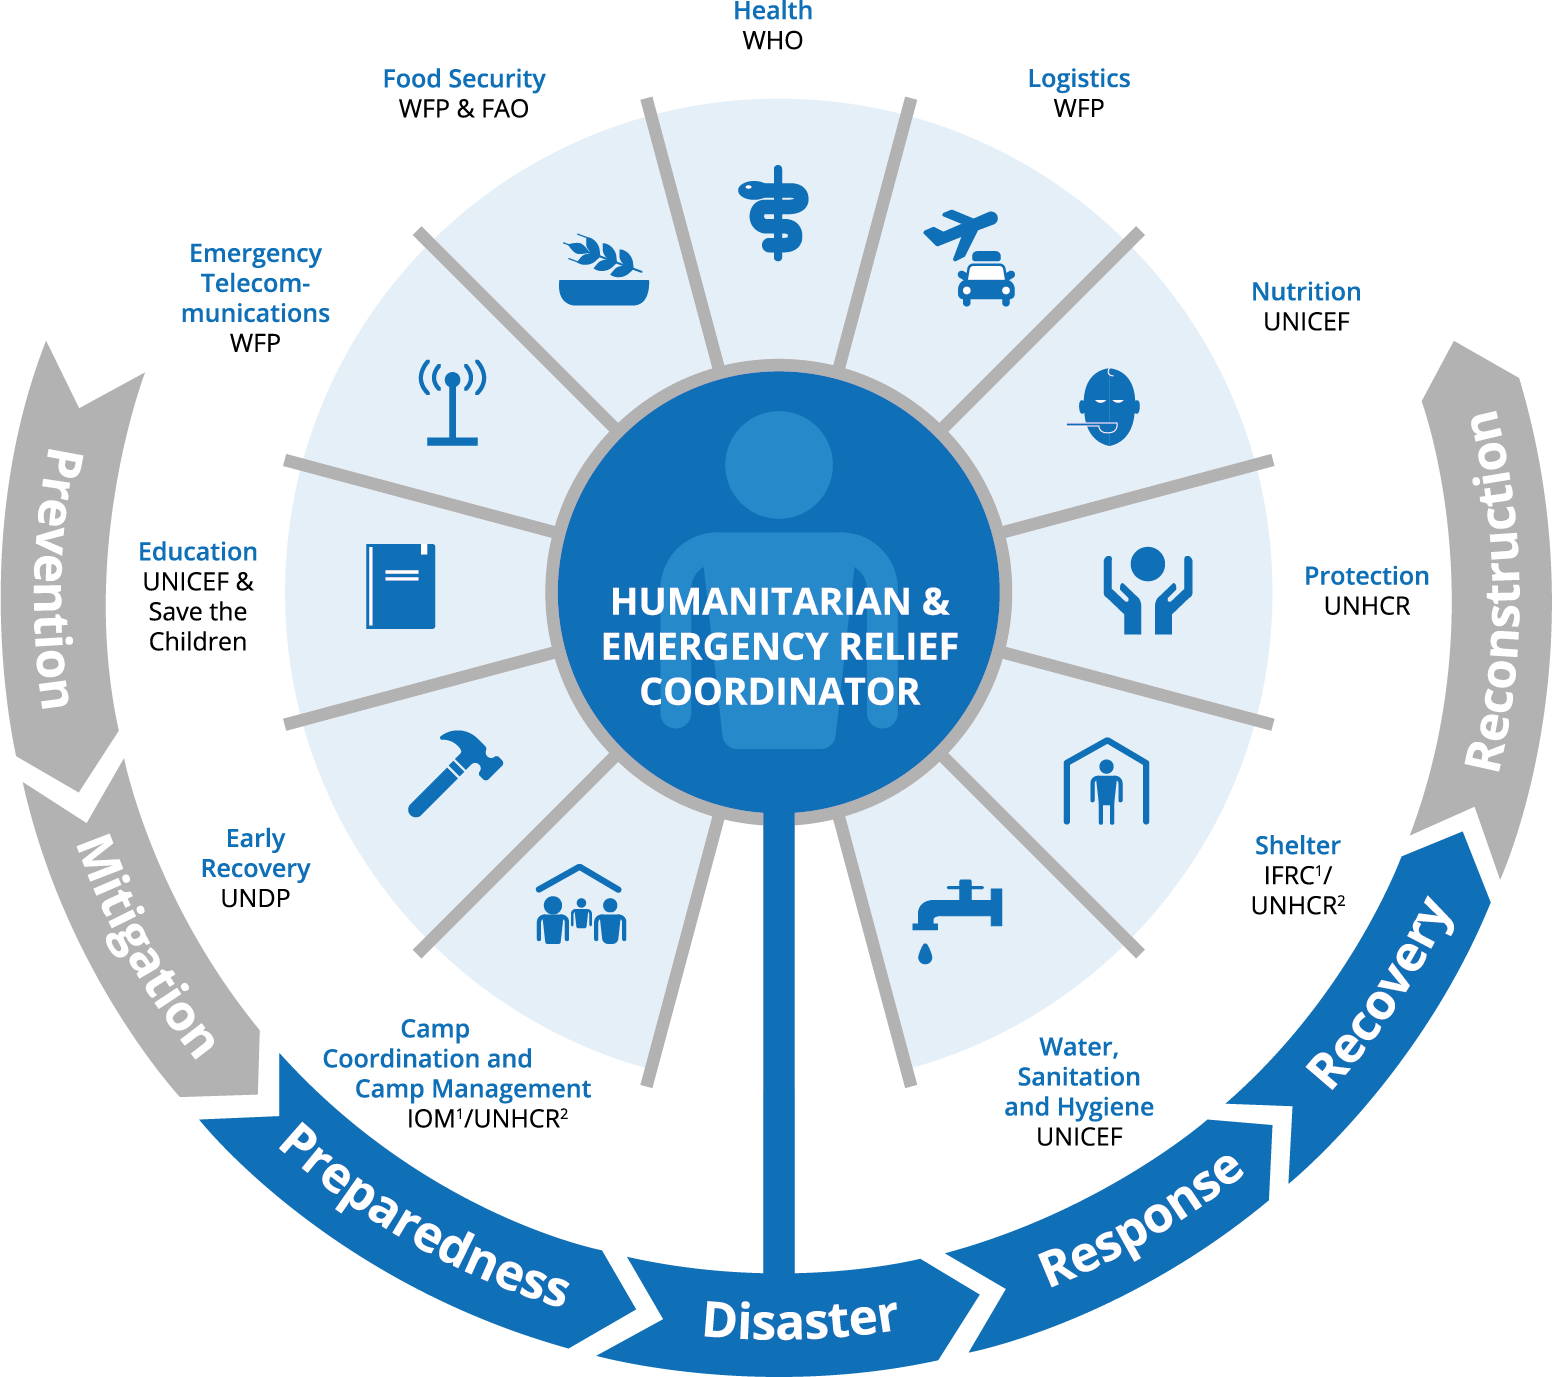 Health
WHO
Food Security
WFP & FAO
Logistics
WFP
Emergency
Telecom-
munications
WFP
Nutrition
UNICEF
Education
UNICEF &
Save the
Children
Protection
UNHCR
HUMANITARIAN &
EMERGENCY RELIEF
COORDINATOR
Early
Recovery
UNDP
Shelter
IFRC¹/
UNHCR²
Camp
Coordination and
Camp Management
IOM¹/UNHCR²
Water,
Sanitation
and Hygiene
UNICEF
Prevention
Mitigation
Preparedness
Disaster
Response
Recovery
Reconstruction